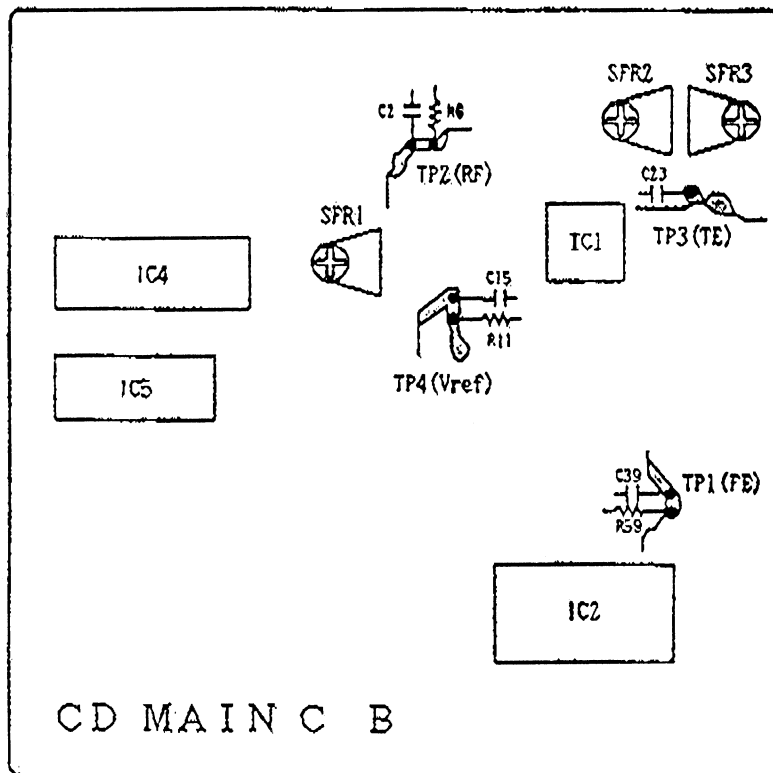 SFR2 SFR3
C2 R6
TP2(RF)
C23
TP3(TE)
SFR1
IC1
IC4
C15
R11
TP4(Vref)
IC5
C39
TP1(FE)
R59
IC2
CD MAIN C B